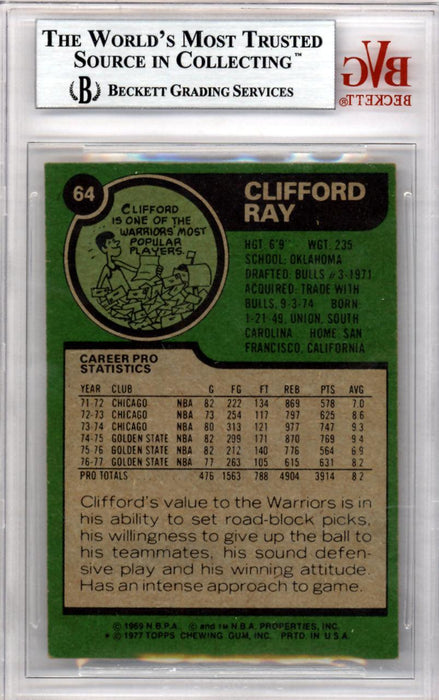 THE WORLD'S MOST TRUSTED
SOURCE IN COLLECTING™
B BECKETT GRADING SERVICES
BVG
BECKETT®
64
CLIFFORD
IS ONE OF THE
WARRIORS' MOST
POPULAR
PLAYERS.
CLIFFORD
RAY
HGT: 6'9" WGT: 235
SCHOOL: OKLAHOMA
DRAFTED: BULLS #3-1971
ACQUIRED: TRADE WITH
BULLS, 9-3-74 BORN:
1-21-49, UNION, SOUTH
CAROLINA HOME: SAN
FRANCISCO, CALIFORNIA
CAREER PRO
STATISTICS
YEAR CLUB G FG FT REB PTS AVG
71-72 CHICAGO NBA 82 222 134 869 578 7.0
72-73 CHICAGO NBA 73 254 117 797 625 8.6
73-74 CHICAGO NBA 80 313 121 977 747 9.3
74-75 GOLDEN STATE NBA 82 299 171 870 769 9.4
75-76 GOLDEN STATE NBA 82 212 140 776 564 6.9
76-77 GOLDEN STATE NBA 77 263 105 615 631 8.2
PRO TOTALS 476 1563 788 4904 3914 8.2
Clifford's value to the Warriors is in
his ability to set road-block picks,
his willingness to give up the ball to
his teammates, his sound defen-
sive play and his winning attitude.
Has an intense approach to game.
© 1969 N.B.P.A. © and TM N.B.A. PROPERTIES, INC.
* © 1977 TOPPS CHEWING GUM, INC. PRTD. IN U.S.A.